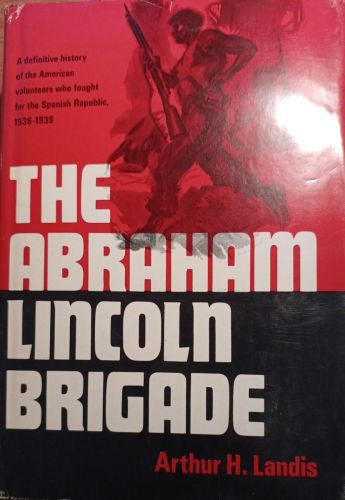 A definitive history
of the American
volunteers who fought
for the Spanish Republic,
1936-1939
THE
ABRAHAM
LINCOLN
BRIGADE
Arthur H. Landis